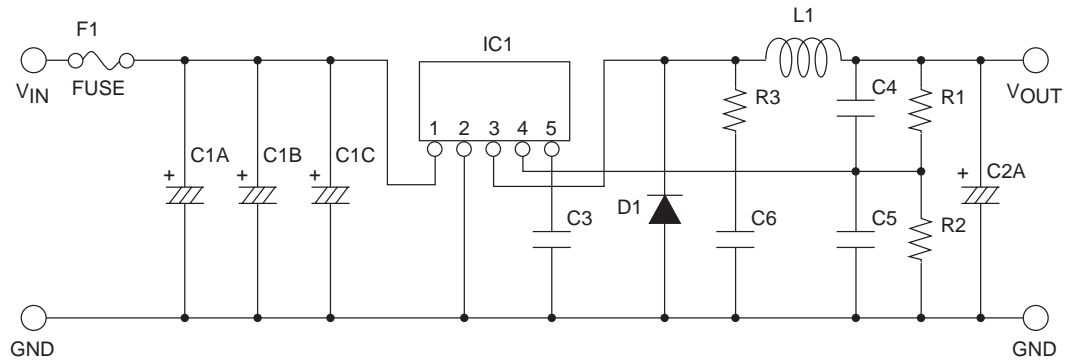 F1
FUSE
VIN
IC1
1 2 3 4 5
L1
VOUT
+ C1A
+ C1B
+ C1C
C3
D1
R3
C6
C4
C5
R1
R2
+ C2A
GND
GND